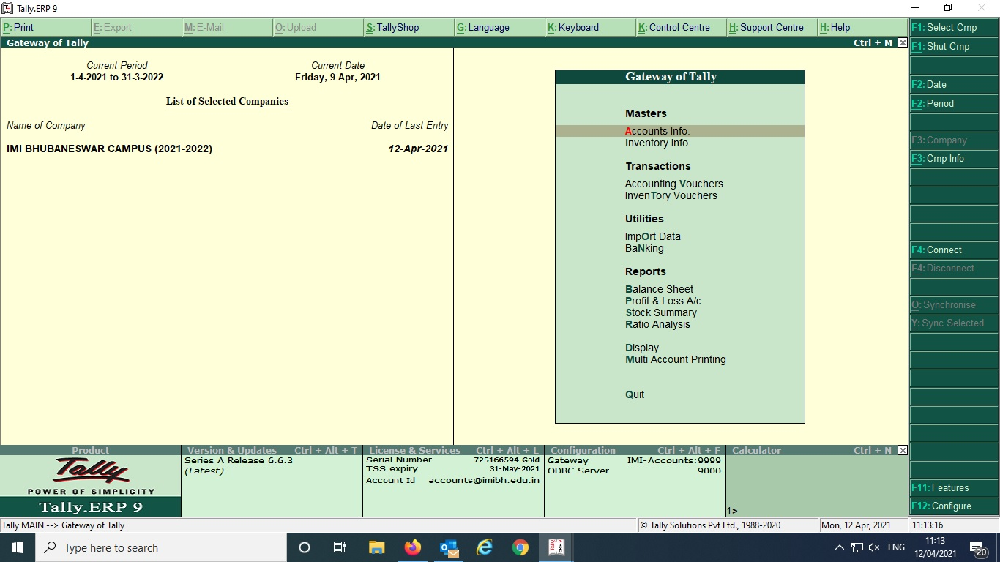 Tally.ERP 9
P: Print E: Export M: E-Mail O: Upload S: TallyShop G: Language K: Keyboard K: Control Centre H: Support Centre H: Help
Gateway of Tally Ctrl + M
Current Period Current Date
1-4-2021 to 31-3-2022 Friday, 9 Apr, 2021
List of Selected Companies
Name of Company Date of Last Entry
IMI BHUBANESWAR CAMPUS (2021-2022) 12-Apr-2021
Gateway of Tally
Masters
Accounts Info.
Inventory Info.
Transactions
Accounting Vouchers
InvenTory Vouchers
Utilities
ImpOrt Data
BaNking
Reports
Balance Sheet
Profit & Loss A/c
Stock Summary
Ratio Analysis
Display
Multi Account Printing
Quit
F1: Select Cmp
F1: Shut Cmp
F2: Date
F2: Period
F3: Company
F3: Cmp Info
F4: Connect
F4: Disconnect
O: Synchronise
Y: Sync Selected
F11: Features
F12: Configure
Product
Tally
POWER OF SIMPLICITY
Tally.ERP 9
Version & Updates Ctrl + Alt + T
Series A Release 6.6.3
(Latest)
License & Services Ctrl + Alt + L
Serial Number 725166594 Gold
TSS expiry 31-May-2021
Account Id accounts@imibh.edu.in
Configuration Ctrl + Alt + F
Gateway IMI-Accounts:9999
ODBC Server 9000
Calculator Ctrl + N
1>
Tally MAIN --> Gateway of Tally © Tally Solutions Pvt Ltd., 1988-2020 Mon, 12 Apr, 2021 11:13:16
Type here to search
ENG
11:13
12/04/2021
20